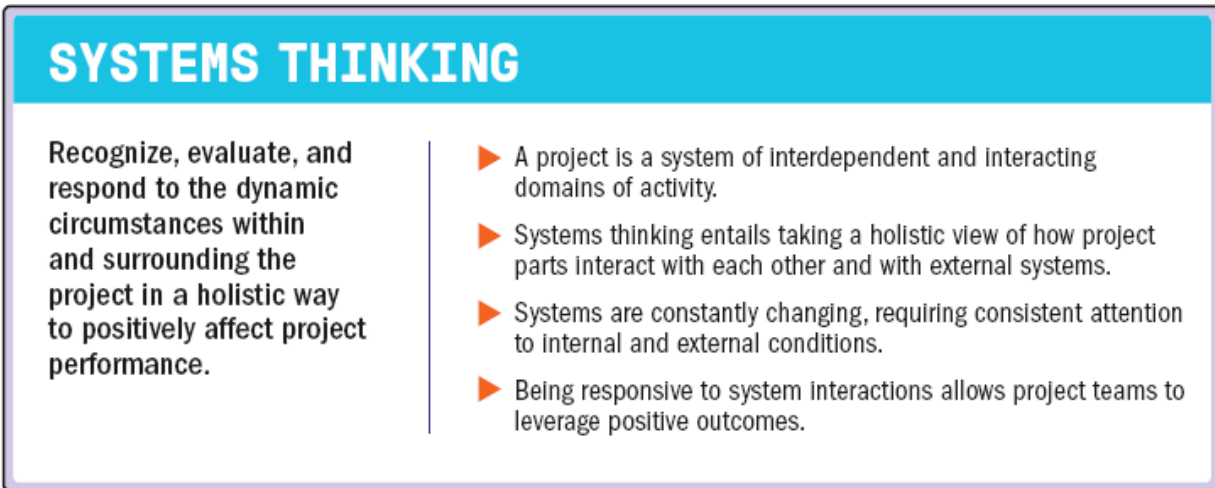 SYSTEMS THINKING
Recognize, evaluate, and
respond to the dynamic
circumstances within
and surrounding the
project in a holistic way
to positively affect project
performance.
A project is a system of interdependent and interacting
domains of activity.
Systems thinking entails taking a holistic view of how project
parts interact with each other and with external systems.
Systems are constantly changing, requiring consistent attention
to internal and external conditions.
Being responsive to system interactions allows project teams to
leverage positive outcomes.